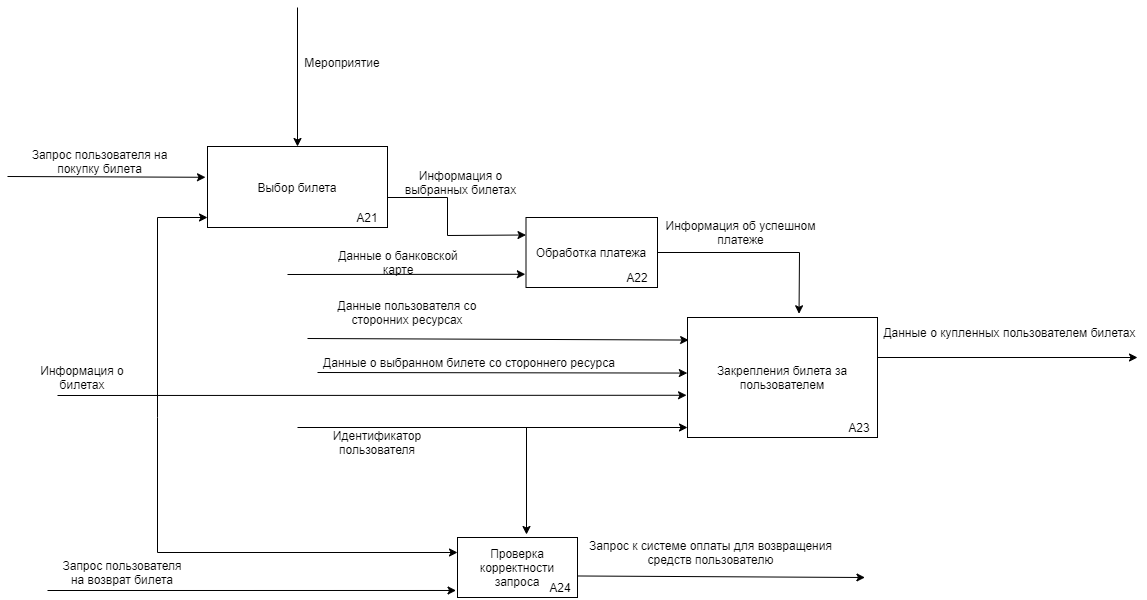 Мероприятие
Запрос пользователя на
покупку билета
Выбор билета
A21
Информация о
выбранных билетах
Информация об успешном
платеже
Обработка платежа
A22
Данные о банковской
карте
Данные пользователя со
сторонних ресурсах
Данные о купленных пользователем билетах
Данные о выбранном билете со стороннего ресурса
Информация о
билетах
Закрепления билета за
пользователем
A23
Идентификатор
пользователя
Проверка
корректности
запроса
A24
Запрос к системе оплаты для возвращения
средств пользователю
Запрос пользователя
на возврат билета